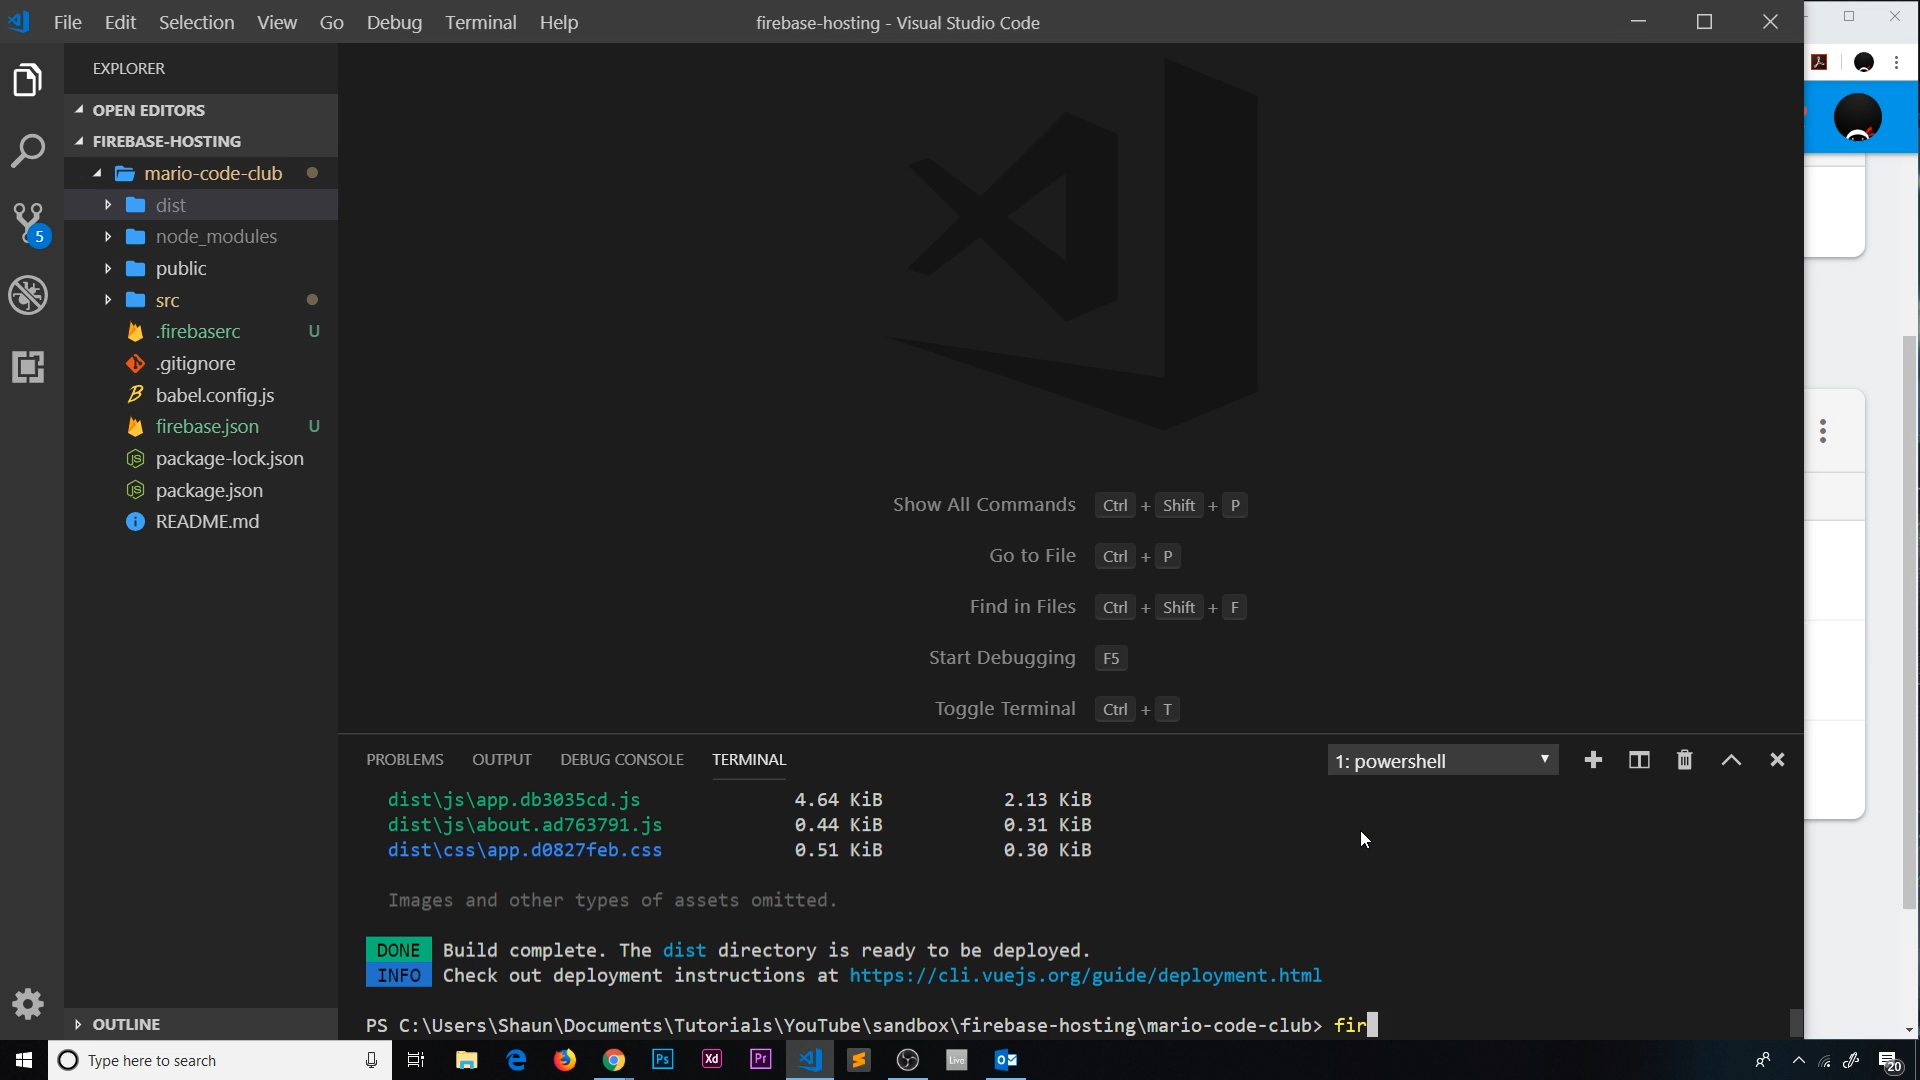 File Edit Selection View Go Debug Terminal Help
firebase-hosting - Visual Studio Code
EXPLORER
OPEN EDITORS
FIREBASE-HOSTING
mario-code-club
dist
node_modules
public
src
.firebaserc U
.gitignore
babel.config.js
firebase.json U
package-lock.json
package.json
README.md
OUTLINE
5
Show All Commands Ctrl + Shift + P
Go to File Ctrl + P
Find in Files Ctrl + Shift + F
Start Debugging F5
Toggle Terminal Ctrl + T
PROBLEMS OUTPUT DEBUG CONSOLE TERMINAL
1: powershell
dist\js\app.db3035cd.js 4.64 KiB 2.13 KiB
dist\js\about.ad763791.js 0.44 KiB 0.31 KiB
dist\css\app.d0827feb.css 0.51 KiB 0.30 KiB
Images and other types of assets omitted.
DONE Build complete. The dist directory is ready to be deployed.
INFO Check out deployment instructions at https://cli.vuejs.org/guide/deployment.html
PS C:\Users\Shaun\Documents\Tutorials\YouTube\sandbox\firebase-hosting\mario-code-club> fir
Type here to search
Ps
Xd
Pr
Live
20